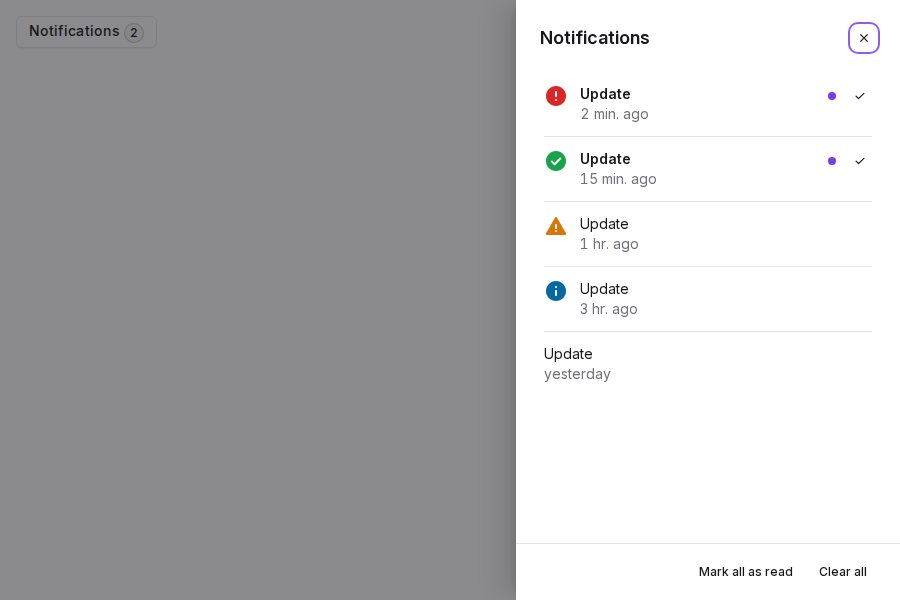 Notifications 2
Notifications
Update
2 min. ago
Update
15 min. ago
Update
1 hr. ago
Update
3 hr. ago
Update
yesterday
Mark all as read Clear all